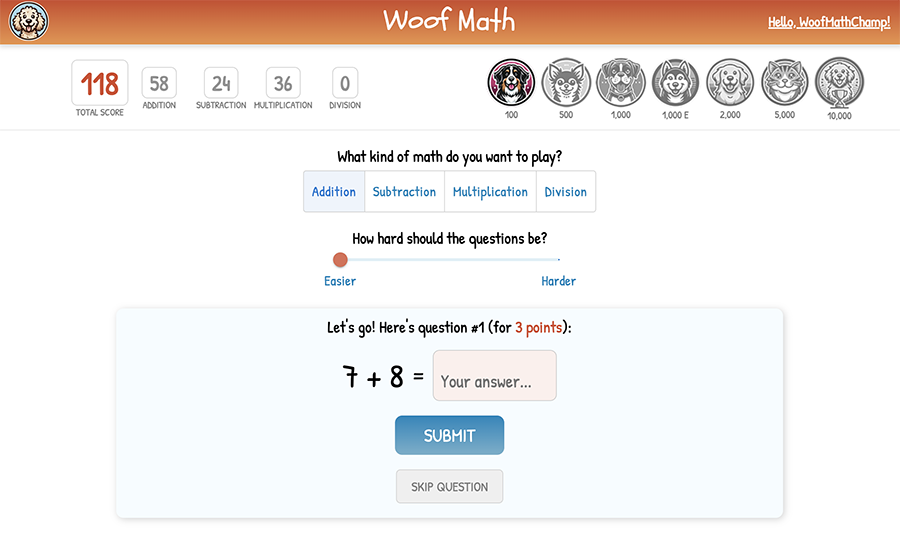 Woof Math
Hello, WoofMathChamp!
118
TOTAL SCORE
58
ADDITION
24
SUBTRACTION
36
MULTIPLICATION
0
DIVISION
100
500
1,000
1,000 E
2,000
5,000
10,000
What kind of math do you want to play?
Addition
Subtraction
Multiplication
Division
How hard should the questions be?
Easier
Harder
Let's go! Here's question #1 (for 3 points):
7 + 8 = Your answer...
SUBMIT
SKIP QUESTION